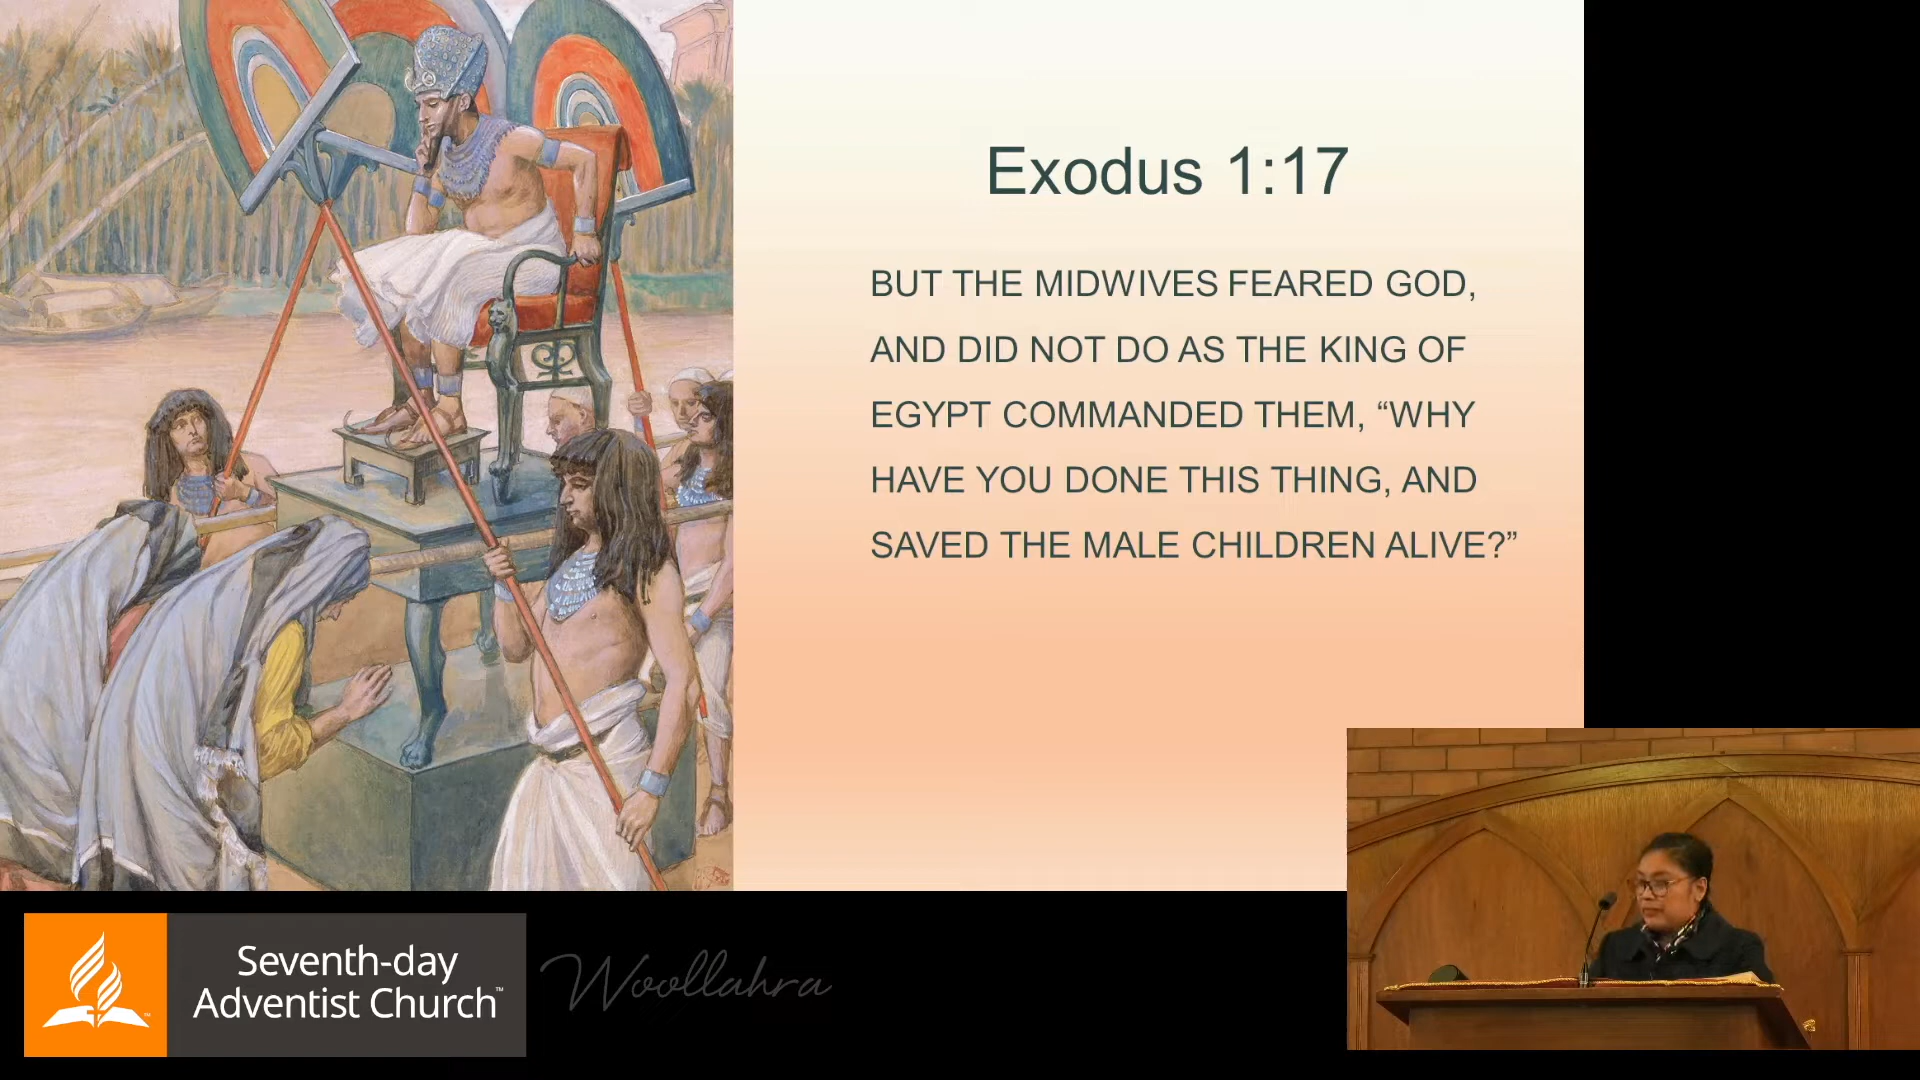 Exodus 1:17
BUT THE MIDWIVES FEARED GOD,
AND DID NOT DO AS THE KING OF
EGYPT COMMANDED THEM, “WHY
HAVE YOU DONE THIS THING, AND
SAVED THE MALE CHILDREN ALIVE?”
Seventh-day
Adventist Church™
Woollahra